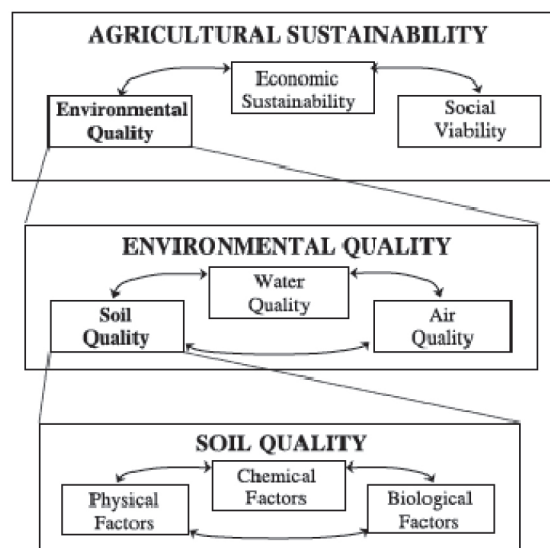 AGRICULTURAL SUSTAINABILITY
Economic
Sustainability
Environmental
Quality
Social
Viability
ENVIRONMENTAL QUALITY
Water
Quality
Soil
Quality
Air
Quality
SOIL QUALITY
Chemical
Factors
Physical
Factors
Biological
Factors